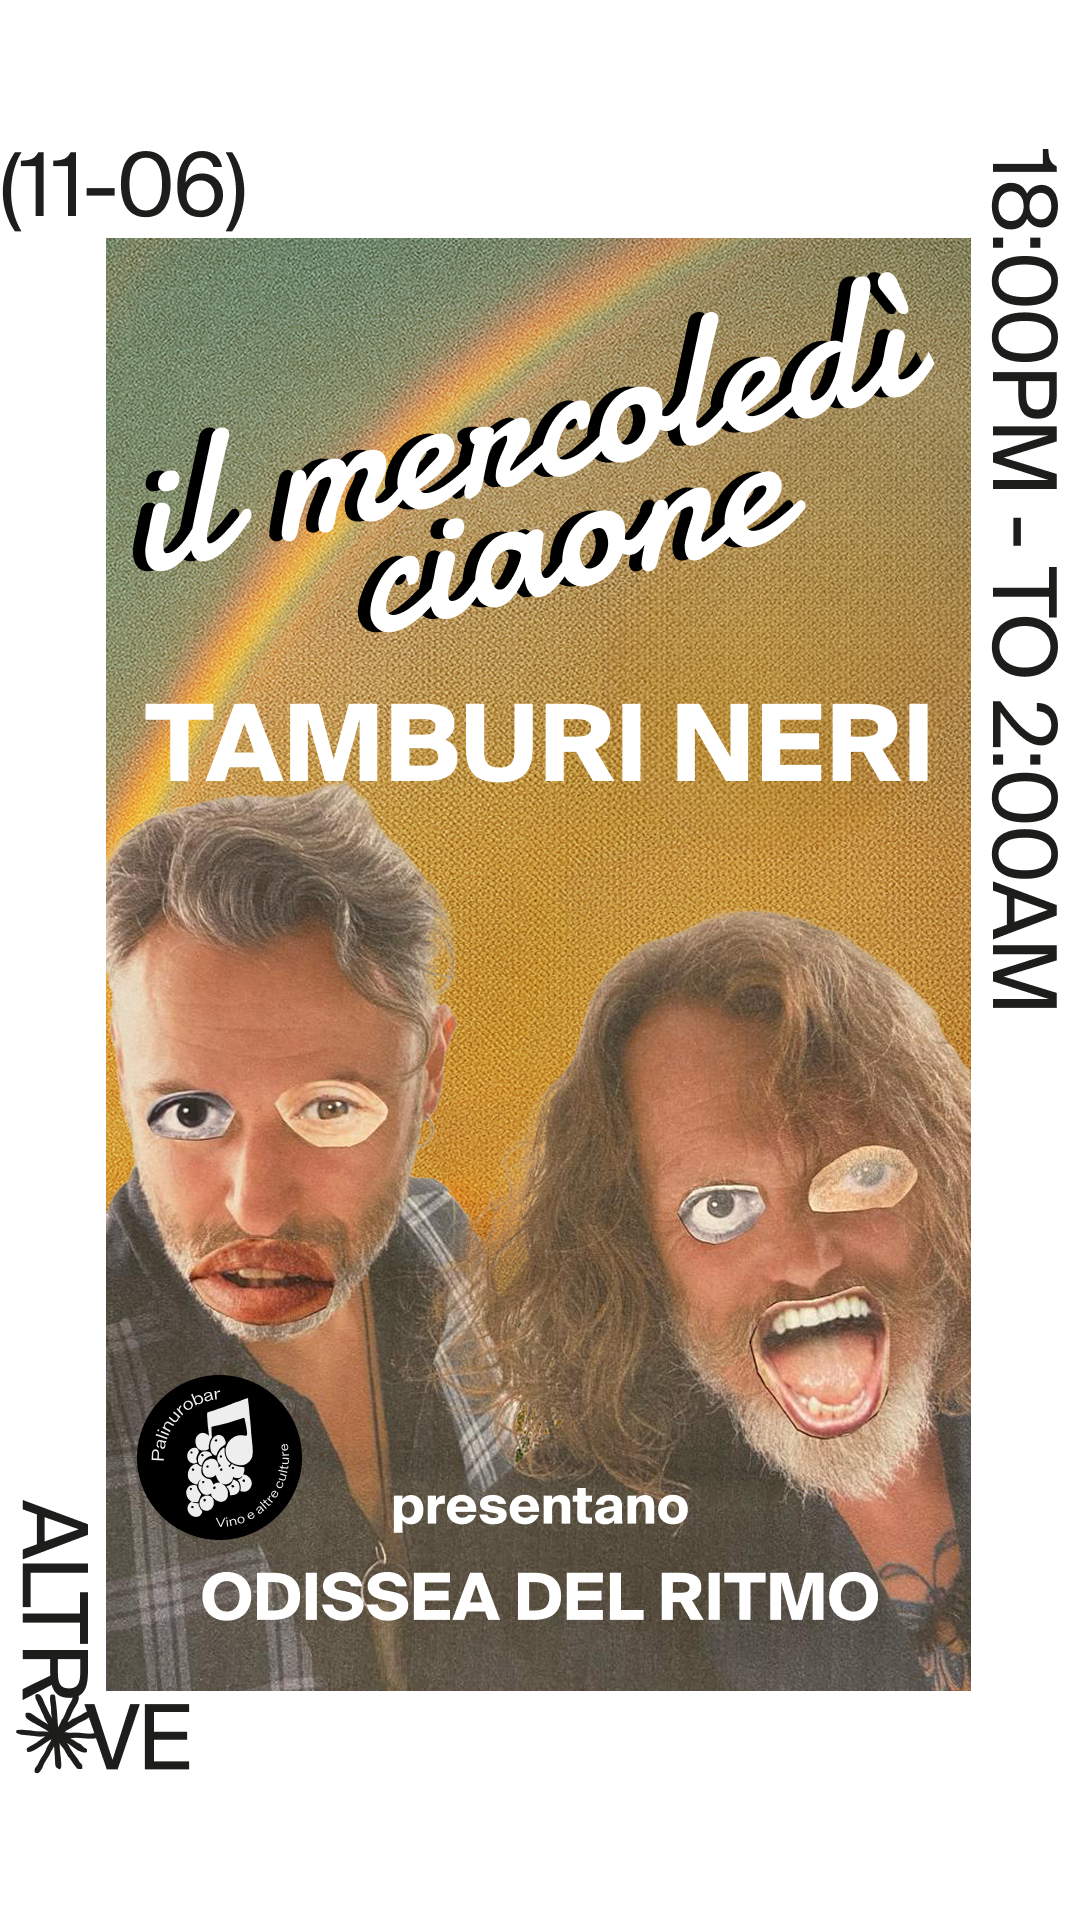 (11-06)
18:00PM - TO 2:00AM
il mercoledì
ciaone
TAMBURI NERI
Palinurobar
Vino e altre culture
presentano
ODISSEA DEL RITMO
ALTR✷VE